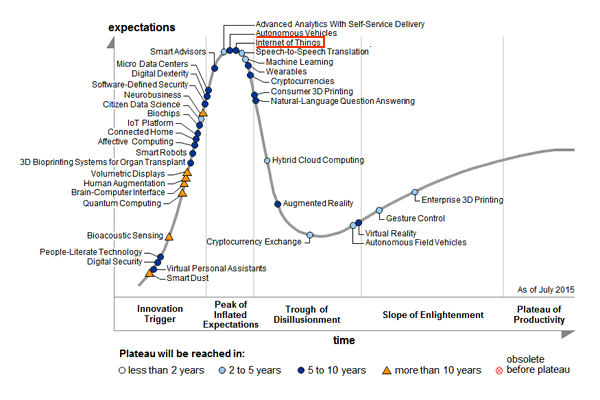 expectations
Advanced Analytics With Self-Service Delivery
Autonomous Vehicles
Internet of Things
Smart Advisors
Speech-to-Speech Translation
Micro Data Centers
Machine Learning
Digital Dexterity
Wearables
Software-Defined Security
Cryptocurrencies
Neurobusiness
Consumer 3D Printing
Citizen Data Science
Natural-Language Question Answering
Biochips
IoT Platform
Connected Home
Affective Computing
Smart Robots
3D Bioprinting Systems for Organ Transplant
Hybrid Cloud Computing
Volumetric Displays
Human Augmentation
Brain-Computer Interface
Quantum Computing
Augmented Reality
Enterprise 3D Printing
Gesture Control
Bioacoustic Sensing
Cryptocurrency Exchange
Virtual Reality
Autonomous Field Vehicles
People-Literate Technology
Digital Security
Virtual Personal Assistants
Smart Dust
As of July 2015
Innovation
Trigger
Peak of
Inflated
Expectations
Trough of
Disillusionment
Slope of Enlightenment
Plateau of
Productivity
time
Plateau will be reached in:
less than 2 years
2 to 5 years
5 to 10 years
more than 10 years
obsolete
before plateau